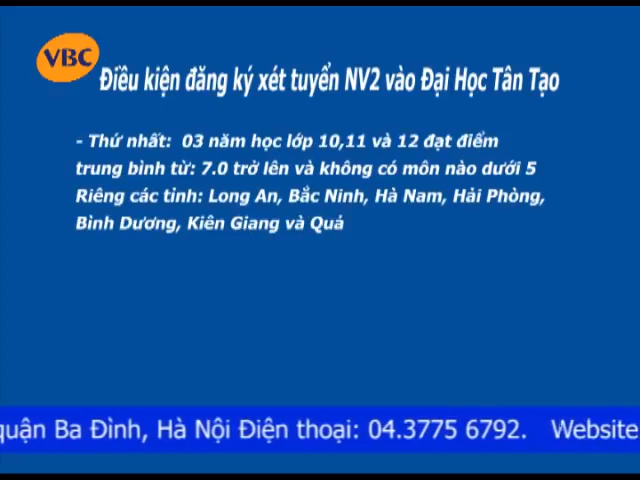 VBC
Điều kiện đăng ký xét tuyển NV2 vào Đại Học Tân Tạo
- Thứ nhất: 03 năm học lớp 10,11 và 12 đạt điểm
trung bình từ: 7.0 trở lên và không có môn nào dưới 5
Riêng các tỉnh: Long An, Bắc Ninh, Hà Nam, Hải Phòng,
Bình Dương, Kiên Giang và Quả
quận Ba Đình, Hà Nội Điện thoại: 04.3775 6792. Website